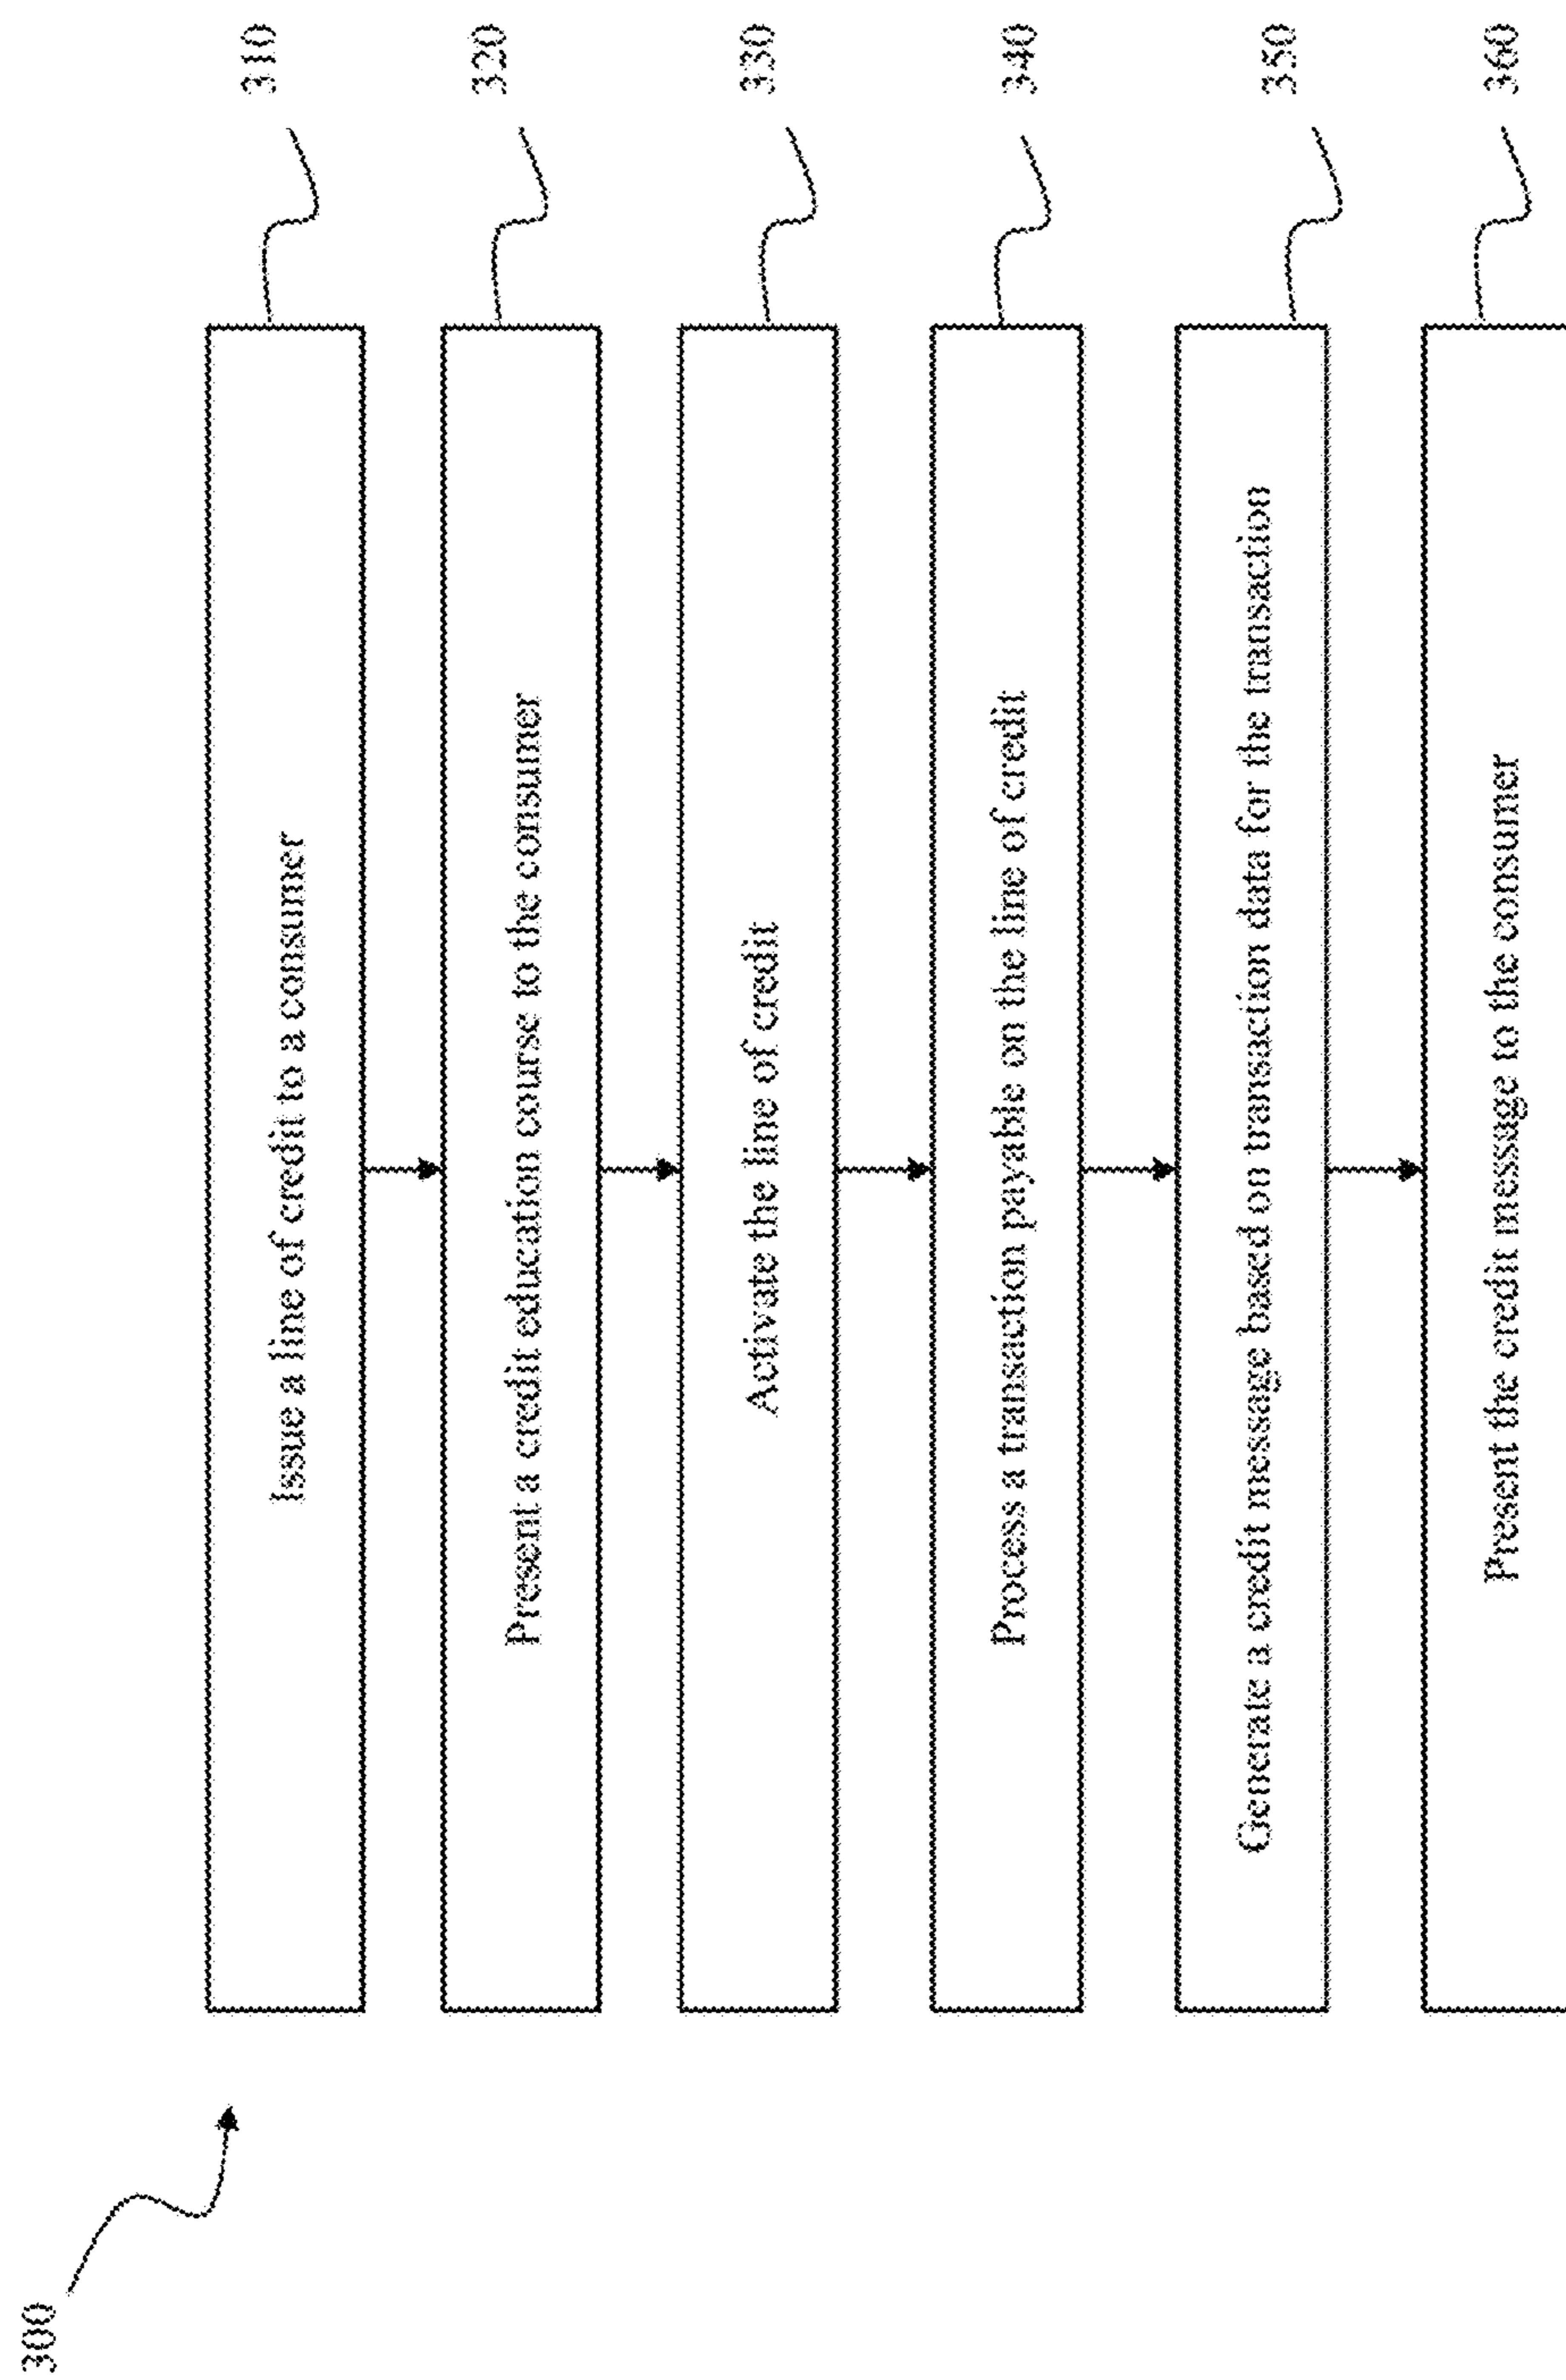 300
Issue a line of credit to a consumer
310
Present a credit education course to the consumer
320
Activate the line of credit
330
Process a transaction payable on the line of credit
340
Generate a credit message based on transaction data for the transaction
350
Present the credit message to the consumer
360